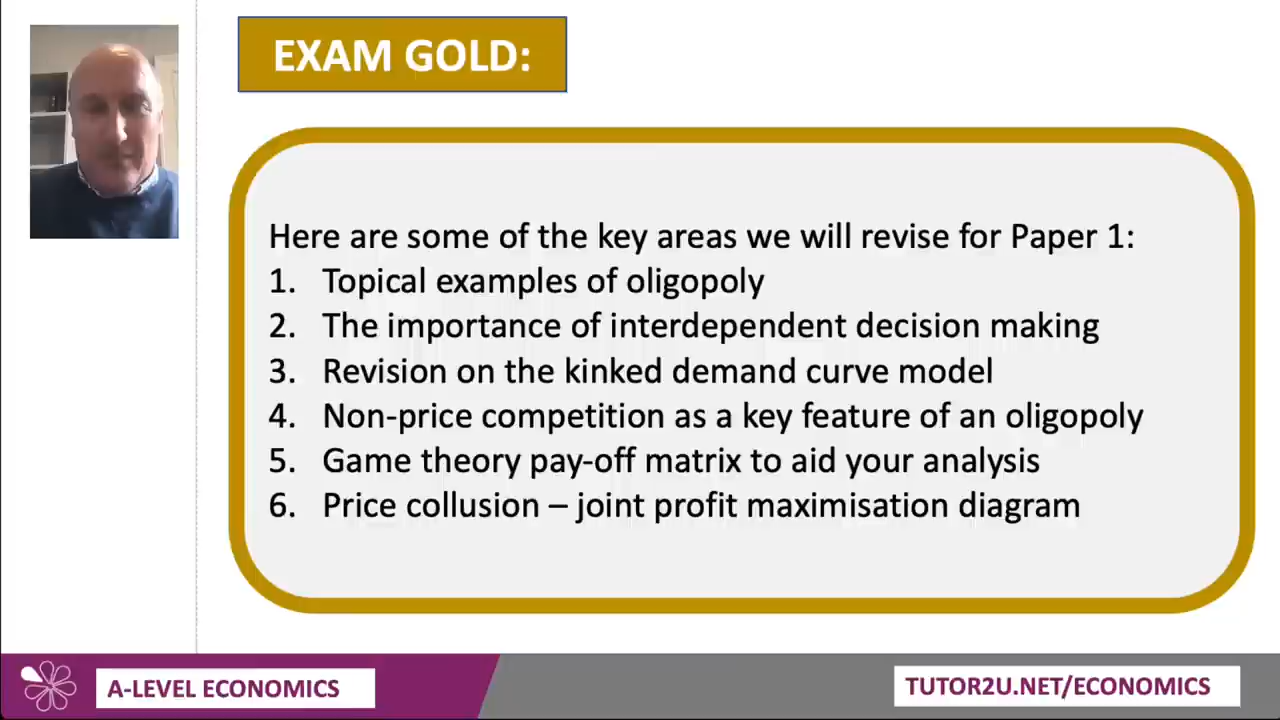 EXAM GOLD:
Here are some of the key areas we will revise for Paper 1:
1. Topical examples of oligopoly
2. The importance of interdependent decision making
3. Revision on the kinked demand curve model
4. Non-price competition as a key feature of an oligopoly
5. Game theory pay-off matrix to aid your analysis
6. Price collusion – joint profit maximisation diagram
A-LEVEL ECONOMICS
TUTOR2U.NET/ECONOMICS